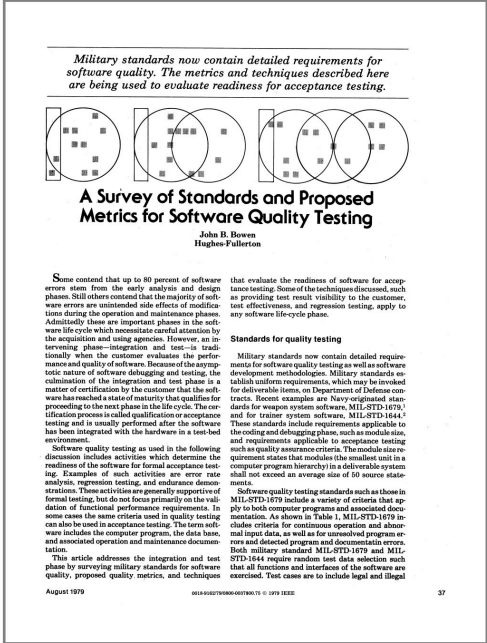 Military standards now contain detailed requirements for
software quality. The metrics and techniques described here
are being used to evaluate readiness for acceptance testing.
A Survey of Standards and Proposed
Metrics for Software Quality Testing
John B. Bowen
Hughes-Fullerton
Some contend that up to 80 percent of software
errors stem from the early analysis and design
phases. Still others contend that the majority of soft-
ware errors are unintended side effects of modifica-
tions during the operation and maintenance phases.
Admittedly these are important phases in the soft-
ware life cycle which necessitate careful attention by
the acquisition and using agencies. However, an in-
tervening phase—integration and test—is tradi-
tionally when the customer evaluates the perfor-
mance and quality of software. Because of the asymp-
totic nature of software debugging and testing, the
culmination of the integration and test phase is a
matter of certification by the customer that the soft-
ware has reached a state of maturity that qualifies for
proceeding to the next phase in the life cycle. The cer-
tification process is called qualification or acceptance
testing and is usually performed after the software
has been integrated with the hardware in a test-bed
environment.
Software quality testing as used in the following
discussion includes activities which determine the
readiness of the software for formal acceptance test-
ing. Examples of such activities are error rate
analysis, regression testing, and endurance demon-
strations. These activities are generally supportive of
formal testing, but do not focus primarily on the vali-
dation of functional performance requirements. In
some cases the same criteria used in quality testing
can also be used in acceptance testing. The term soft-
ware includes the computer program, the data base,
and associated operation and maintenance documen-
tation.
This article addresses the integration and test
phase by surveying military standards for software
quality, proposed quality metrics, and techniques
that evaluate the readiness of software for accep-
tance testing. Some of the techniques discussed, such
as providing test result visibility to the customer,
test effectiveness, and regression testing, apply to
any software life-cycle phase.
Standards for quality testing
Military standards now contain detailed require-
ments for software quality testing as well as software
development methodologies. Military standards es-
tablish uniform requirements, which may be invoked
for deliverable items, on Department of Defense con-
tracts. Recent examples are Navy-originated stan-
dards for weapon system software, MIL-STD-1679,¹
and for trainer system software, MIL-STD-1644.²
These standards include requirements applicable to
the coding and debugging phase, such as module size,
and requirements applicable to acceptance testing
such as quality assurance criteria. The module size re-
quirement states that modules (the smallest unit in a
computer program hierarchy) in a deliverable system
shall not exceed an average size of 50 source state-
ments.
Software quality testing standards such as those in
MIL-STD-1679 include a variety of criteria that ap-
ply to both computer programs and associated docu-
mentation. As shown in Table 1, MIL-STD-1679 in-
cludes criteria for continuous operation and abnor-
mal input data, as well as for unresolved program er-
rors and detected program and documentatin errors.
Both military standard MIL-STD-1679 and MIL-
STD-1644 require random test data selection such
that all functions and interfaces of the software are
exercised. Test cases are to include legal and illegal
August 1979
0018-9162/79/0800-0037$00.75 © 1979 IEEE
37